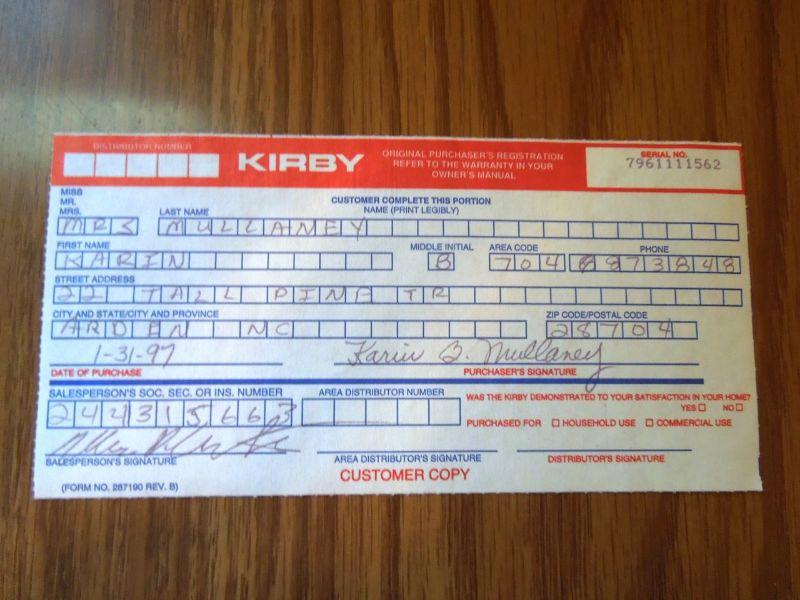 DISTRIBUTOR NUMBER
KIRBY
ORIGINAL PURCHASER'S REGISTRATION
REFER TO THE WARRANTY IN YOUR
OWNER'S MANUAL
SERIAL NO.
7961111562
MISS
MR.
MRS.
CUSTOMER COMPLETE THIS PORTION
LAST NAME
NAME (PRINT LEGIBLY)
MRS MULLANEY
FIRST NAME
MIDDLE INITIAL
AREA CODE
PHONE
KARIN B 704 6873848
STREET ADDRESS
22 TALL PINE TR
CITY AND STATE/CITY AND PROVINCE
ZIP CODE/POSTAL CODE
ARDEN NC 28704
1-31-97 Karin B. Mullaney
DATE OF PURCHASE
PURCHASER'S SIGNATURE
SALESPERSON'S SOC. SEC. OR INS. NUMBER
AREA DISTRIBUTOR NUMBER
244315663
WAS THE KIRBY DEMONSTRATED TO YOUR SATISFACTION IN YOUR HOME?
YES NO
PURCHASED FOR HOUSEHOLD USE COMMERCIAL USE
SALESPERSON'S SIGNATURE
AREA DISTRIBUTOR'S SIGNATURE
DISTRIBUTOR'S SIGNATURE
CUSTOMER COPY
(FORM NO. 287190 REV. B)